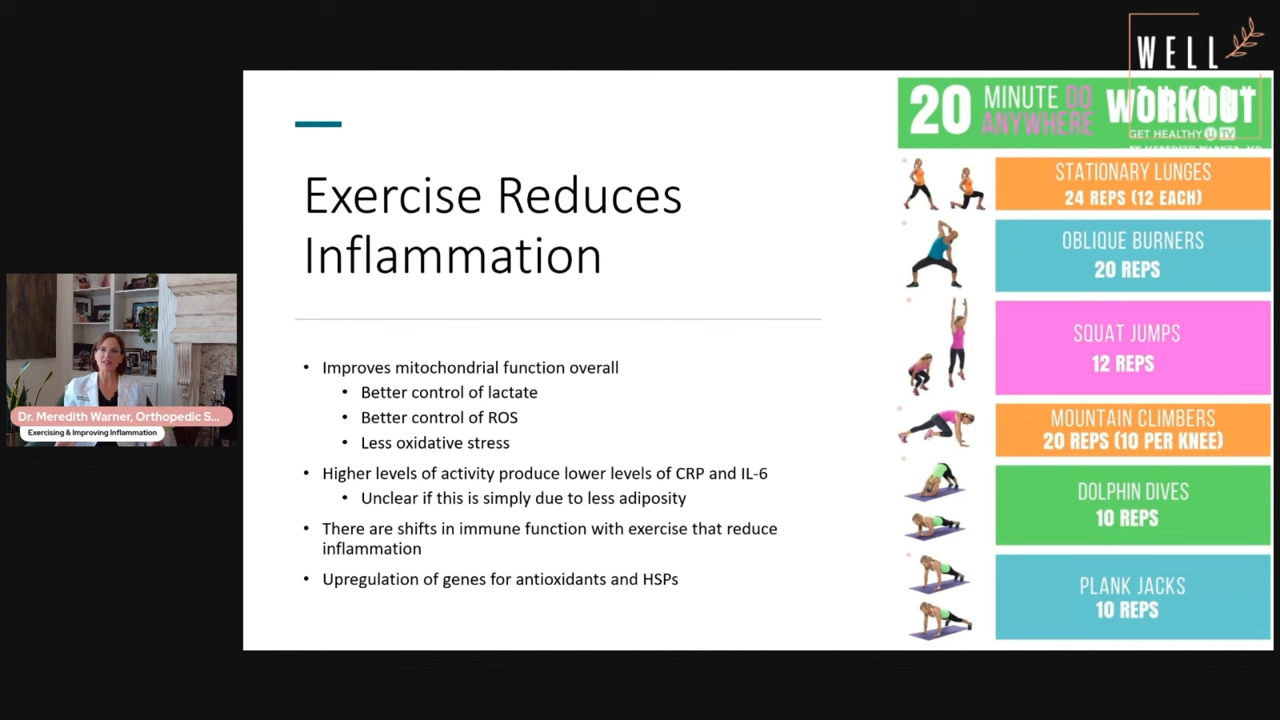 WELL
BY MEREDITH WARNER, MD
20 MINUTE DO ANYWHERE WORKOUT
GET HEALTHY U TV
Exercise Reduces
Inflammation
• Improves mitochondrial function overall
• Better control of lactate
• Better control of ROS
• Less oxidative stress
• Higher levels of activity produce lower levels of CRP and IL-6
• Unclear if this is simply due to less adiposity
• There are shifts in immune function with exercise that reduce
inflammation
• Upregulation of genes for antioxidants and HSPs
STATIONARY LUNGES
24 REPS (12 EACH)
OBLIQUE BURNERS
20 REPS
SQUAT JUMPS
12 REPS
MOUNTAIN CLIMBERS
20 REPS (10 PER KNEE)
DOLPHIN DIVES
10 REPS
PLANK JACKS
10 REPS
Dr. Meredith Warner, Orthopedic S...
Exercising & Improving Inflammation